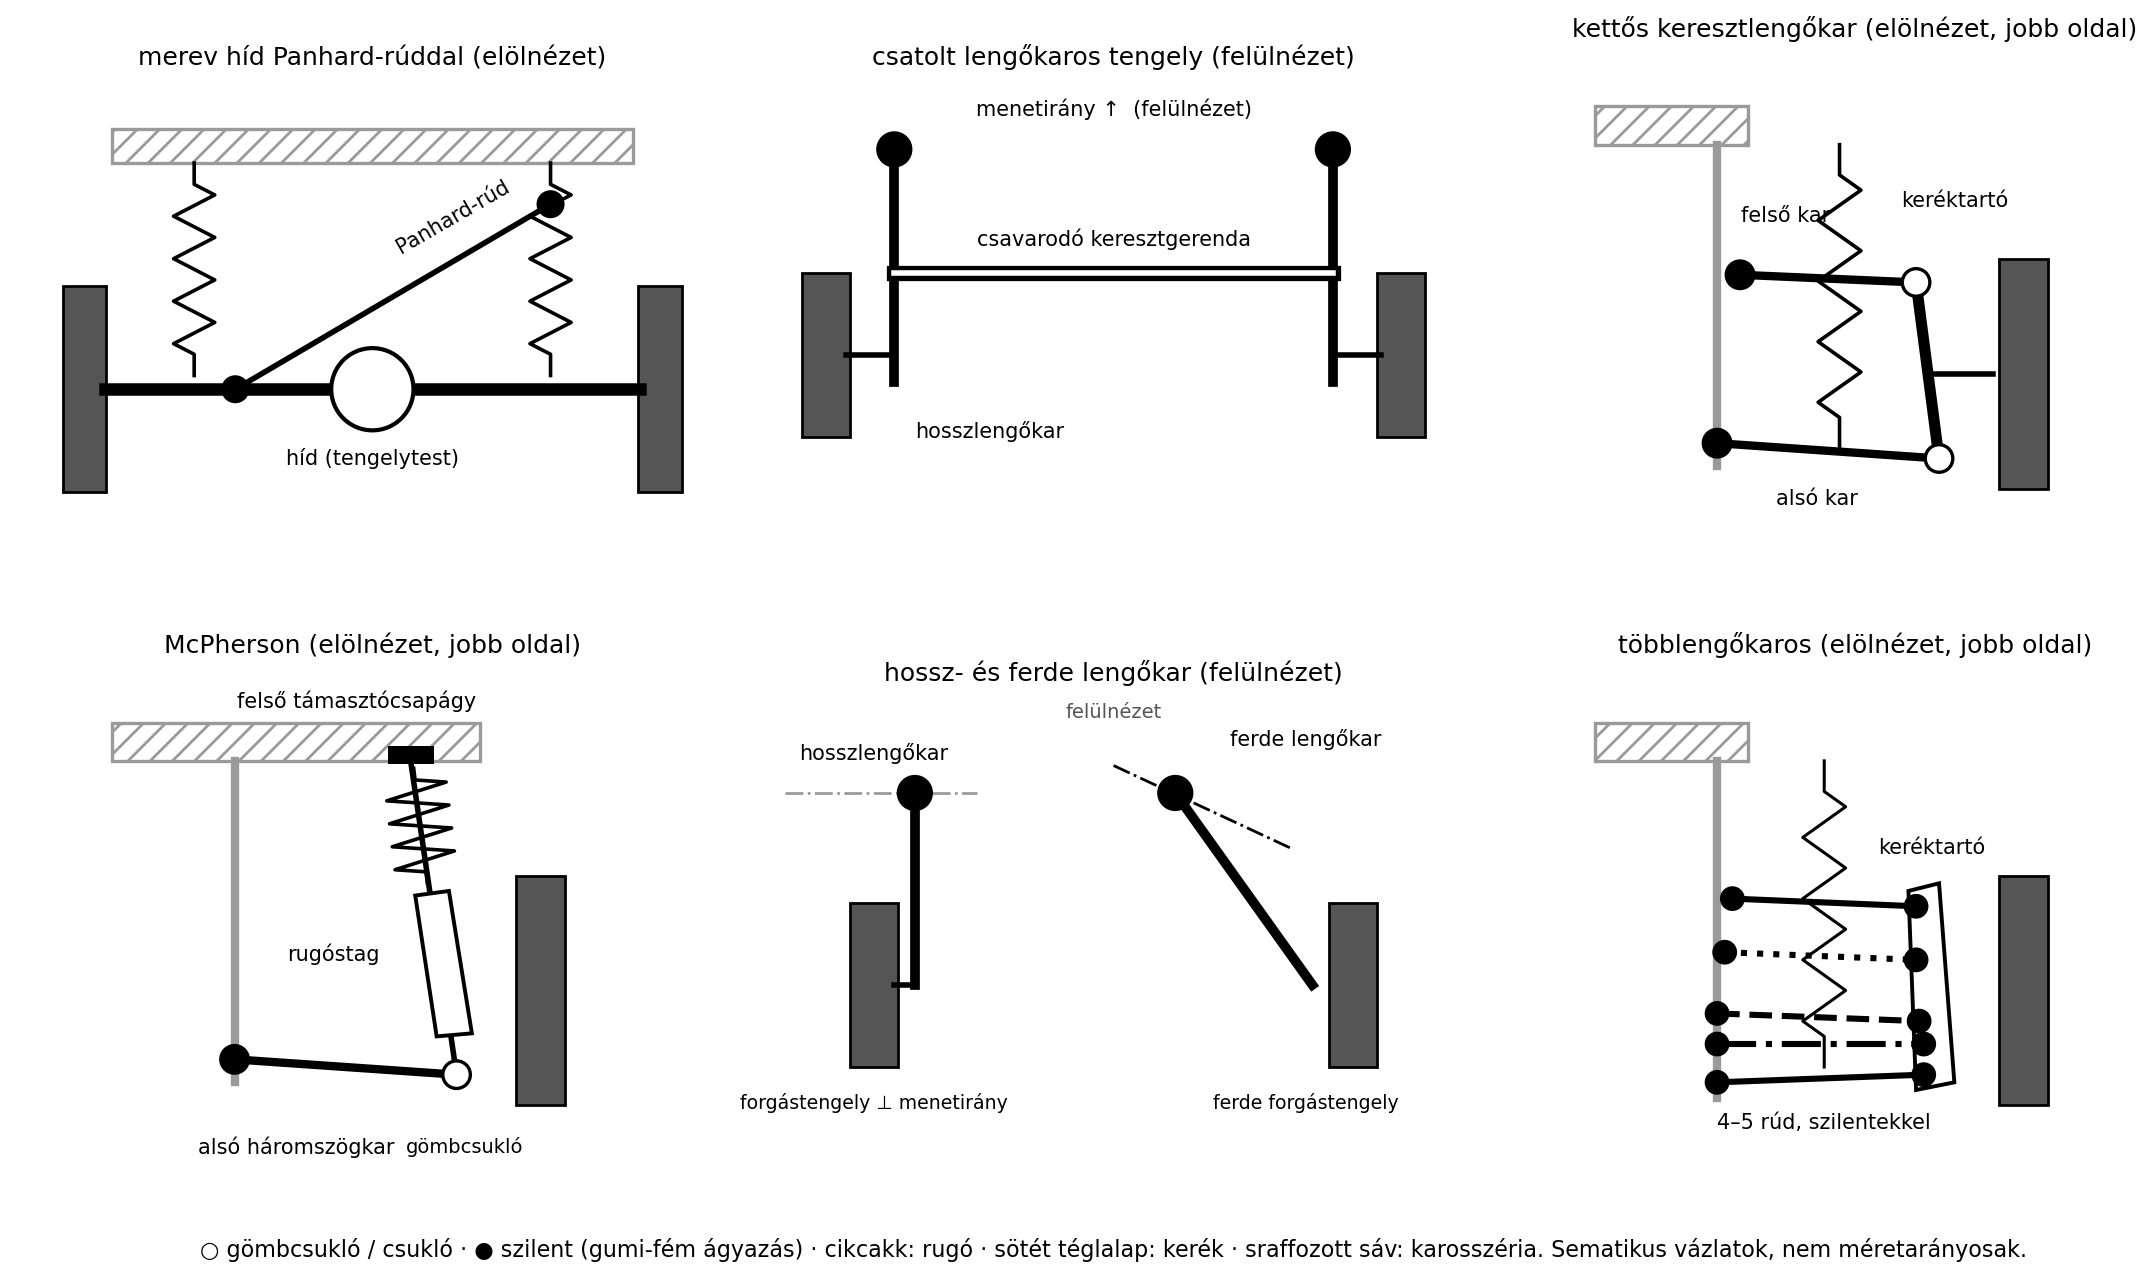 merev híd Panhard-rúddal (elölnézet)
Panhard-rúd
híd (tengelytest)
csatolt lengőkaros tengely (felülnézet)
menetirány ↑ (felülnézet)
csavarodó keresztgerenda
hosszlengőkar
kettős keresztlengőkar (elölnézet, jobb oldal)
felső kar
keréktartó
alsó kar
McPherson (elölnézet, jobb oldal)
felső támasztócsapágy
rugóstag
alsó háromszögkar
gömbcsukló
hossz- és ferde lengőkar (felülnézet)
felülnézet
hosszlengőkar
ferde lengőkar
forgástengely ⊥ menetirány
ferde forgástengely
többlengőkaros (elölnézet, jobb oldal)
keréktartó
4–5 rúd, szilentekkel
○ gömbcsukló / csukló · ● szilent (gumi-fém ágyazás) · cikcakk: rugó · sötét téglalap: kerék · sraffozott sáv: karosszéria. Sematikus vázlatok, nem méretarányosak.